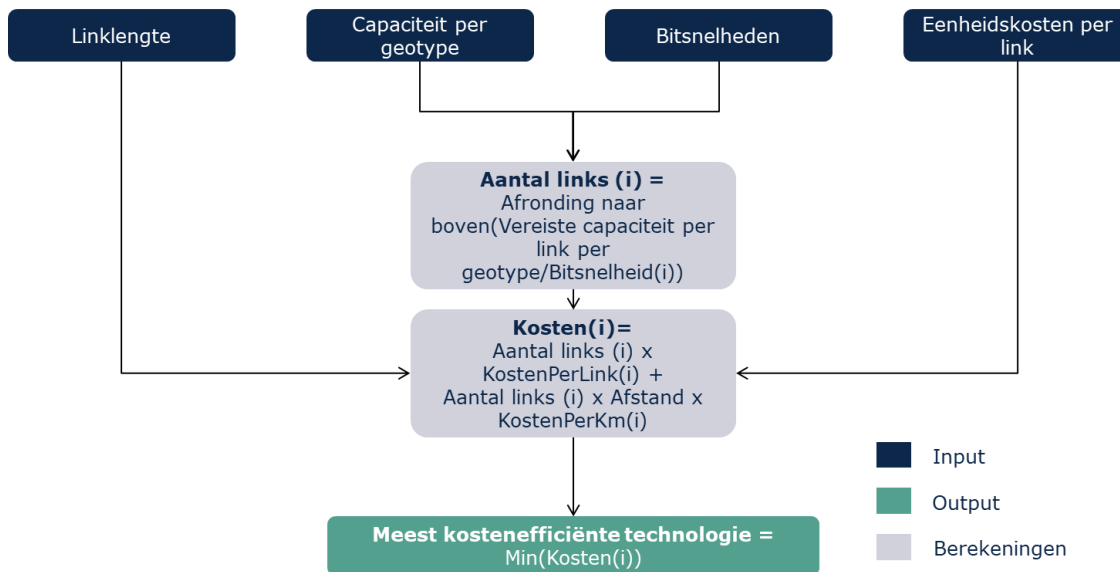 Linklengte
Capaciteit per
geotype
Bitsnelheden
Eenheidskosten per
link
Aantal links (i) =
Afronding naar
boven(Vereiste capaciteit per
link per
geotype/Bitsnelheid(i))
Kosten(i)=
Aantal links (i) x
KostenPerLink(i) +
Aantal links (i) x Afstand x
KostenPerKm(i)
Meest kostenefficiënte technologie =
Min(Kosten(i))
Input
Output
Berekeningen